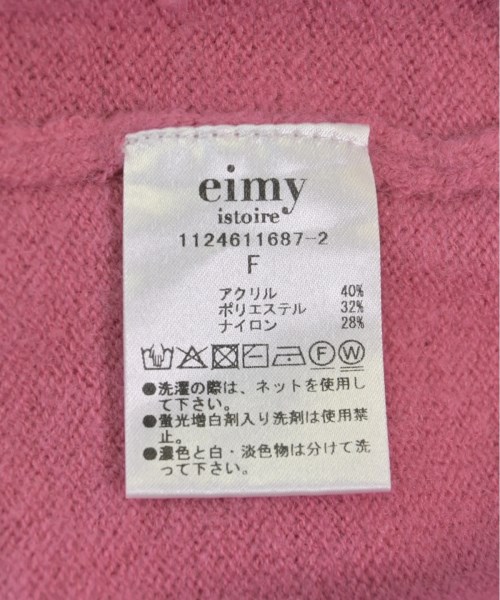 eimy
istoire
1124611687-2
F
アクリル 40%
ポリエステル 32%
ナイロン 28%
F W
●洗濯の際は、ネットを使用し
て下さい。
●蛍光増白剤入り洗剤は使用禁
止。
●濃色と白・淡色物は分けて洗
って下さい。